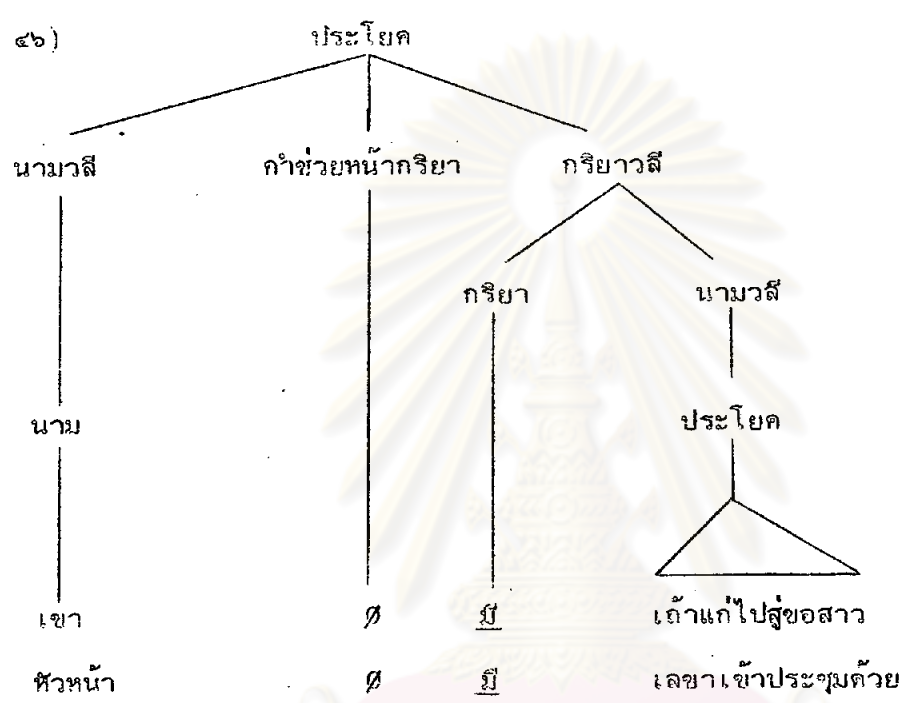 ๔๖) ประโยค
นามวลี คำช่วยหน้ากริยา กริยาวลี
กริยา นามวลี
นาม ประโยค
เขา ∅ มี เถ้าแก่ไปสู่ขอสาว
หัวหน้า ∅ มี เลขาเข้าประชุมด้วย